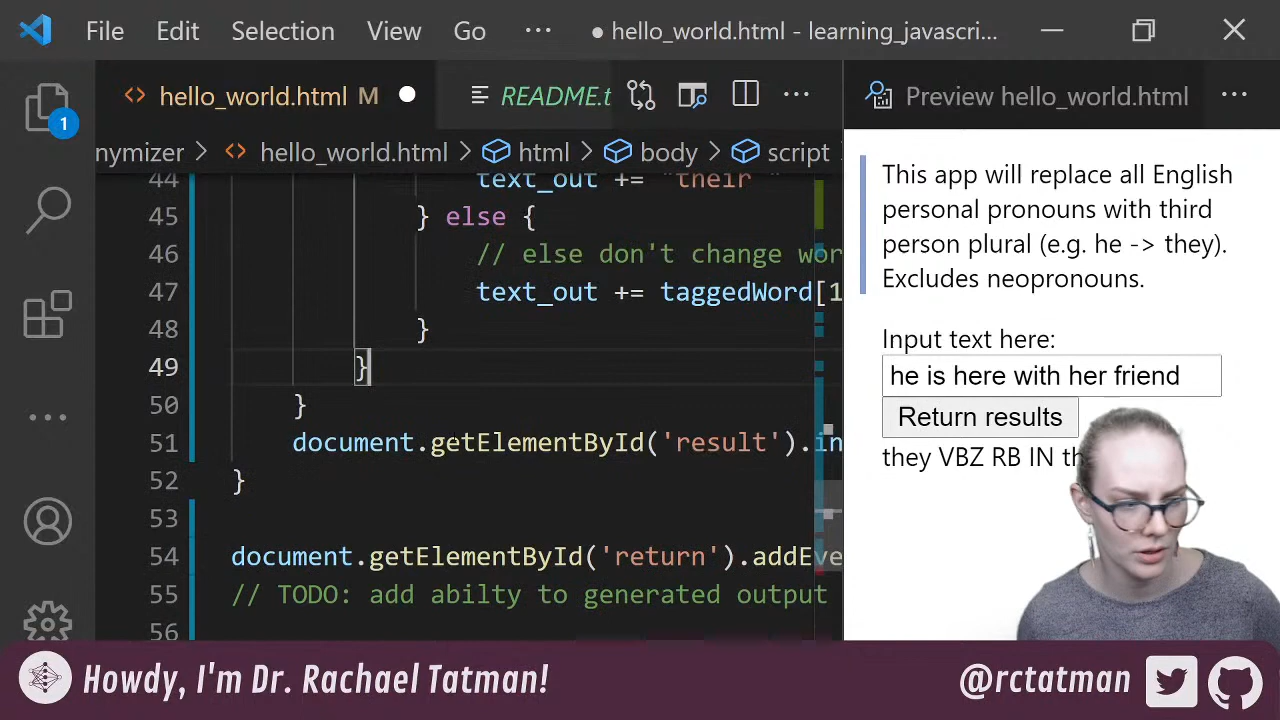 File Edit Selection View Go ··· ● hello_world.html - learning_javascri...
hello_world.html M ● README.t ···
Preview hello_world.html ···
nymizer > hello_world.html > html > body > script
1
44 text_out += "their "
45 } else {
46 // else don't change wor
47 text_out += taggedWord[1
48 }
49 }
50 }
51 document.getElementById('result').in
52 }
53
54 document.getElementById('return').addEve
55 // TODO: add abilty to generated output
56
This app will replace all English
personal pronouns with third
person plural (e.g. he -> they).
Excludes neopronouns.
Input text here:
he is here with her friend
Return results
they VBZ RB IN th
Howdy, I'm Dr. Rachael Tatman!
@rctatman